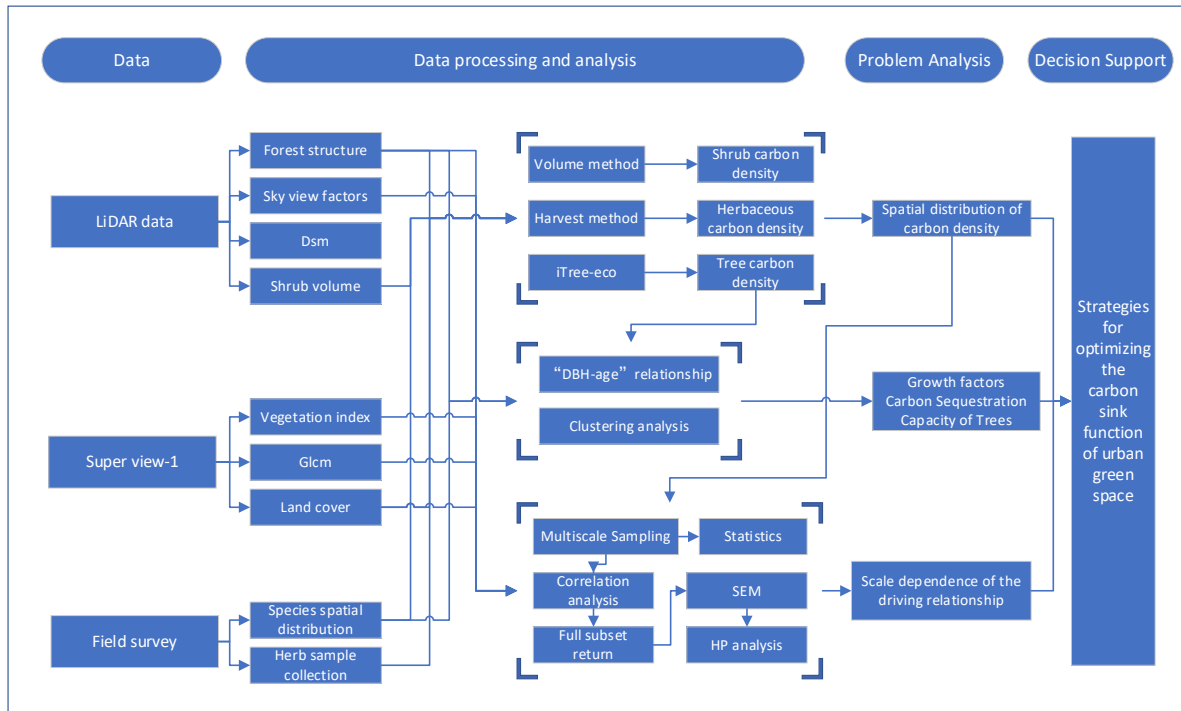 Data
Data processing and analysis
Problem Analysis
Decision Support
LiDAR data
Forest structure
Sky view factors
Dsm
Shrub volume
Super view-1
Vegetation index
Glcm
Land cover
Field survey
Species spatial
distribution
Herb sample
collection
Volume method
Shrub carbon
density
Harvest method
Herbaceous
carbon density
iTree-eco
Tree carbon
density
“DBH-age” relationship
Clustering analysis
Multiscale Sampling
Statistics
Correlation
analysis
SEM
Full subset
return
HP analysis
Spatial distribution of
carbon density
Growth factors
Carbon Sequestration
Capacity of Trees
Scale dependence of the
driving relationship
Strategies
for
optimizing
the
carbon
sink
function
of urban
green
space